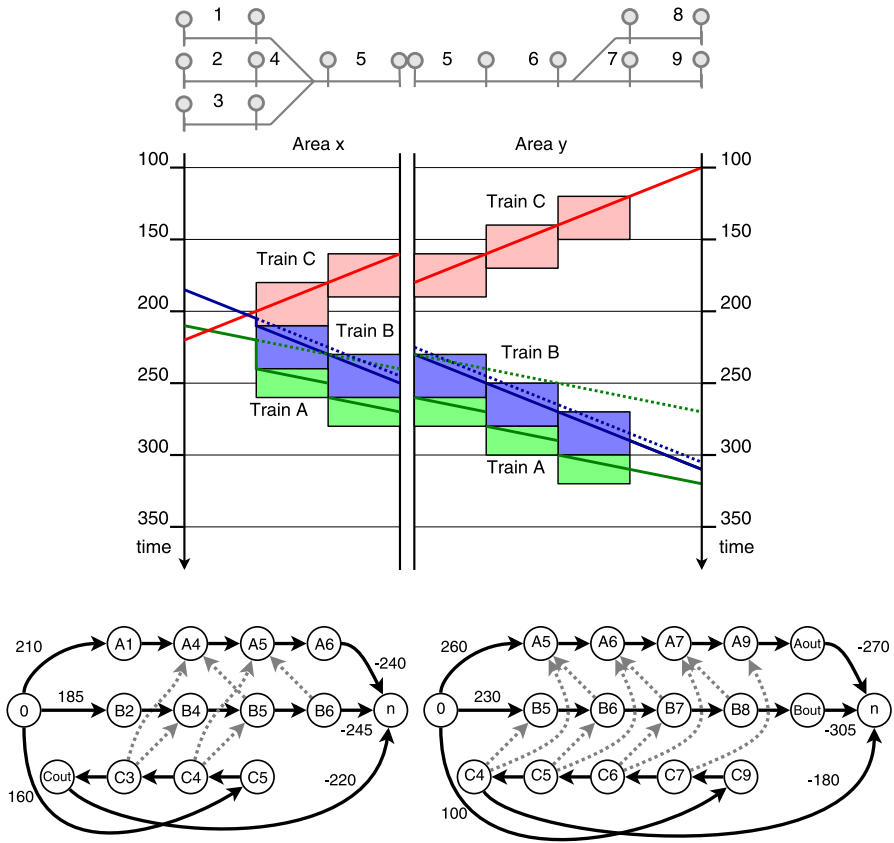 1
8
2
4
5
5
6
7
9
3
Area x
Area y
100
100
150
Train C
150
Train C
200
200
Train B
Train B
250
250
Train A
Train A
300
300
350
350
time
time
210
A1
A4
A5
A6
-240
0
185
B2
B4
B5
B6
-245
n
Cout
C3
C4
C5
160
-220
260
A5
A6
A7
A9
Aout
-270
0
230
B5
B6
B7
B8
Bout
-305
n
C4
C5
C6
C7
C9
100
-180